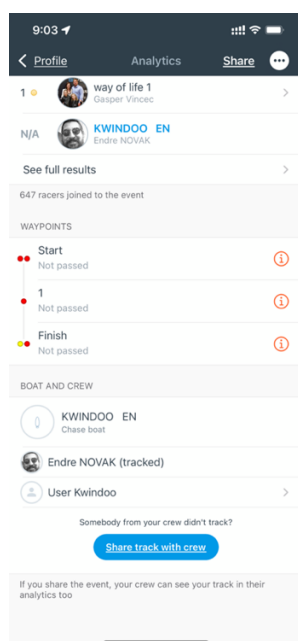 9:03
Profile
Analytics
Share
1
way of life 1
Gasper Vincec
N/A
KWINDOO EN
Endre NOVAK
See full results
647 racers joined to the event
WAYPOINTS
Start
Not passed
1
Not passed
Finish
Not passed
BOAT AND CREW
KWINDOO EN
Chase boat
Endre NOVAK (tracked)
User Kwindoo
Somebody from your crew didn't track?
Share track with crew
If you share the event, your crew can see your track in their
analytics too